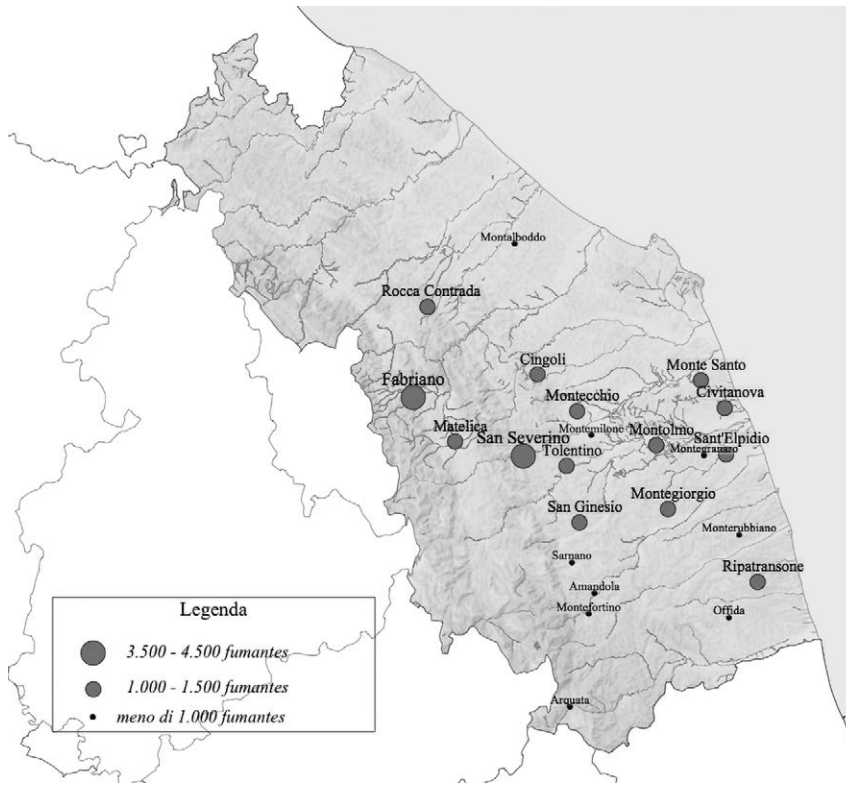 Montalboddo
Rocca Contrada
Cingoli
Monte Santo
Fabriano
Civitanova
Montecchio
Matelica
Montemilone
San Severino
Montolmo
Sant'Elpidio
Tolentino
Montegranaro
San Ginesio
Montegiorgio
Monterubbiano
Sarnano
Ripatransone
Amandola
Montefortino
Offida
Legenda
3.500 - 4.500 fumantes
1.000 - 1.500 fumantes
meno di 1.000 fumantes
Arquata